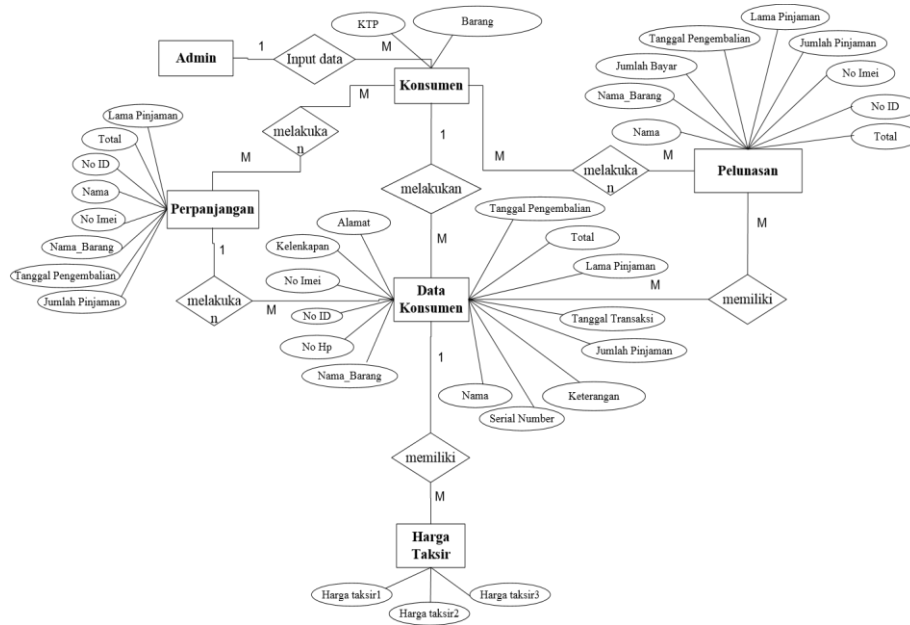 KTP
Barang
Admin
1
Input data
M
Konsumen
Lama Pinjaman
Tanggal Pengembalian
Jumlah Pinjaman
Jumlah Bayar
No Imei
Nama_Barang
No ID
Nama
Total
Pelunasan
M
melakuka
n
M
Lama Pinjaman
Total
No ID
Nama
No Imei
Nama_Barang
Tanggal Pengembalian
Jumlah Pinjaman
Perpanjangan
1
melakukan
M
M
melakuka
n
M
1
melakuka
n
M
Alamat
Kelenkapan
No Imei
No ID
No Hp
Nama_Barang
Data
Konsumen
Tanggal Pengembalian
Total
Lama Pinjaman
Tanggal Transaksi
Jumlah Pinjaman
Keterangan
Serial Number
Nama
M
memiliki
M
1
memiliki
M
Harga
Taksir
Harga taksir1
Harga taksir2
Harga taksir3